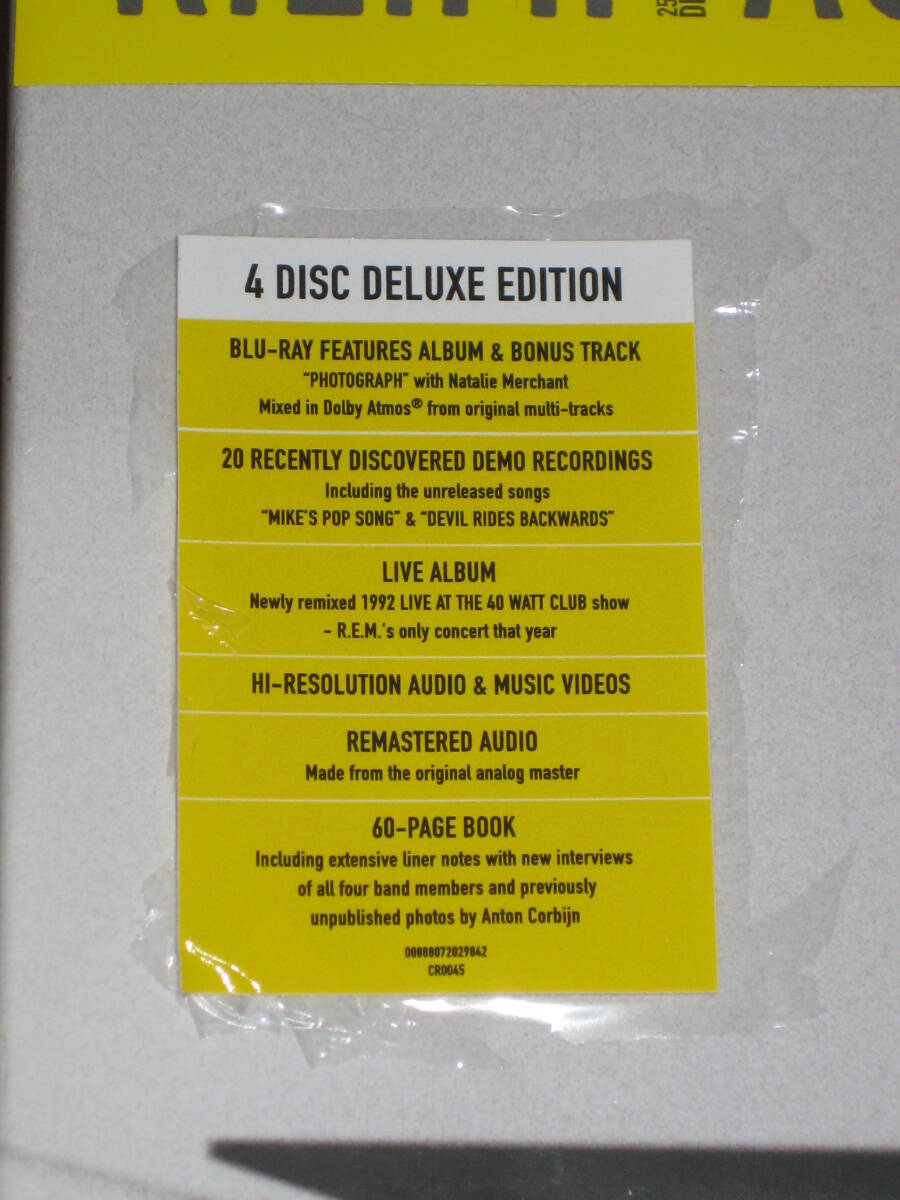 25
4 DISC DELUXE EDITION
BLU-RAY FEATURES ALBUM & BONUS TRACK
"PHOTOGRAPH" with Natalie Merchant
Mixed in Dolby Atmos® from original multi-tracks
20 RECENTLY DISCOVERED DEMO RECORDINGS
Including the unreleased songs
"MIKE'S POP SONG" & "DEVIL RIDES BACKWARDS"
LIVE ALBUM
Newly remixed 1992 LIVE AT THE 40 WATT CLUB show
- R.E.M.'s only concert that year
HI-RESOLUTION AUDIO & MUSIC VIDEOS
REMASTERED AUDIO
Made from the original analog master
60-PAGE BOOK
Including extensive liner notes with new interviews
of all four band members and previously
unpublished photos by Anton Corbijn
00888072029842
CR0045